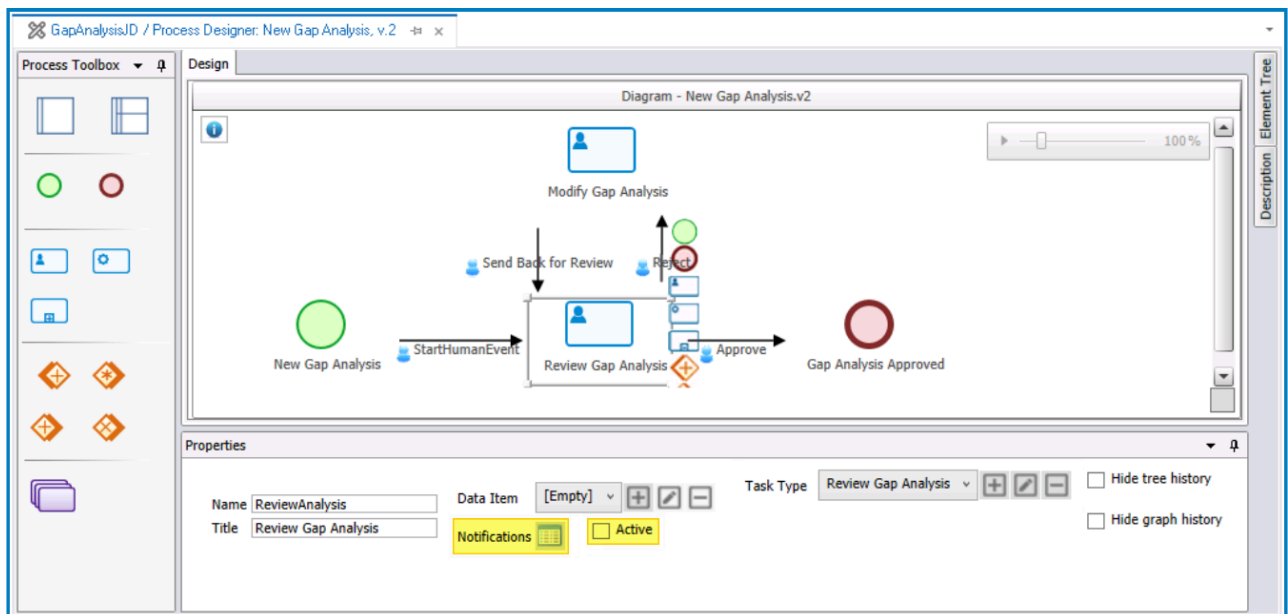 GapAnalysisJD / Process Designer: New Gap Analysis, v.2
Process Toolbox
Design
Diagram - New Gap Analysis.v2
100%
Element Tree
Description
Modify Gap Analysis
Send Back for Review
Reject
StartHumanEvent
Approve
New Gap Analysis
Review Gap Analysis
Gap Analysis Approved
Properties
Name ReviewAnalysis
Title Review Gap Analysis
Data Item [Empty]
Notifications
Active
Task Type Review Gap Analysis
Hide tree history
Hide graph history